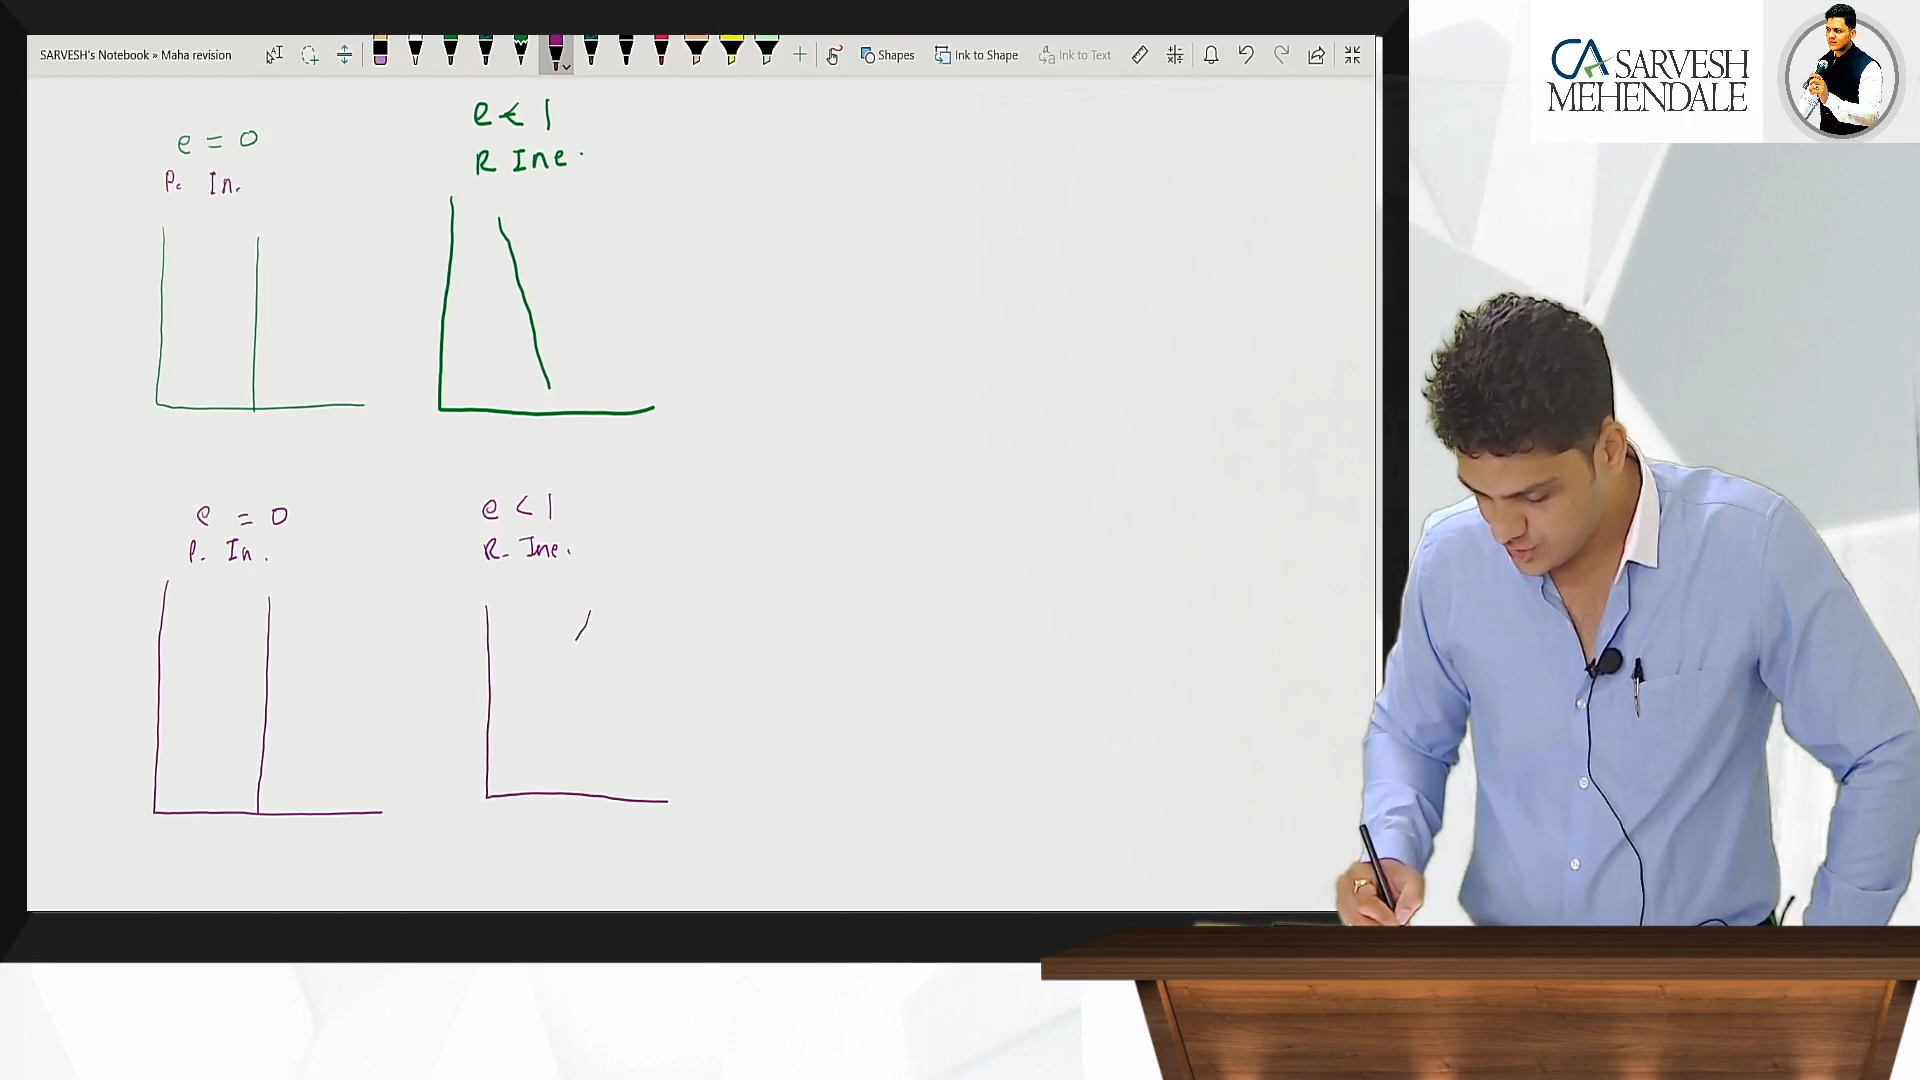 SARVESH's Notebook » Maha revision
Shapes
Ink to Shape
Ink to Text
CA SARVESH
MEHENDALE
e = 0
P. In.
e < 1
R Ine.
e = 0
P. In.
e < 1
R. Ine.